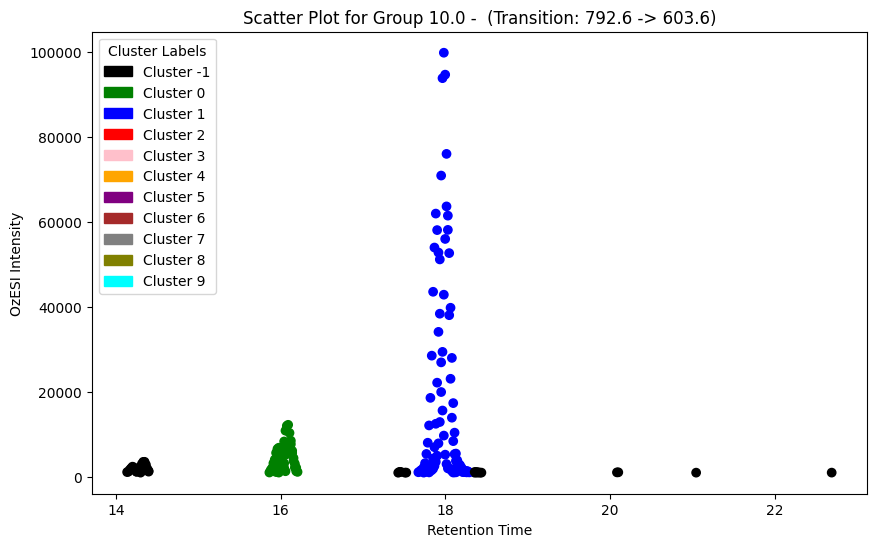 Scatter Plot for Group 10.0 -  (Transition: 792.6 -> 603.6)
Cluster Labels
Cluster -1
Cluster 0
Cluster 1
Cluster 2
Cluster 3
Cluster 4
Cluster 5
Cluster 6
Cluster 7
Cluster 8
Cluster 9
OzESI Intensity
100000
80000
60000
40000
20000
0
14 16 18 20 22
Retention Time